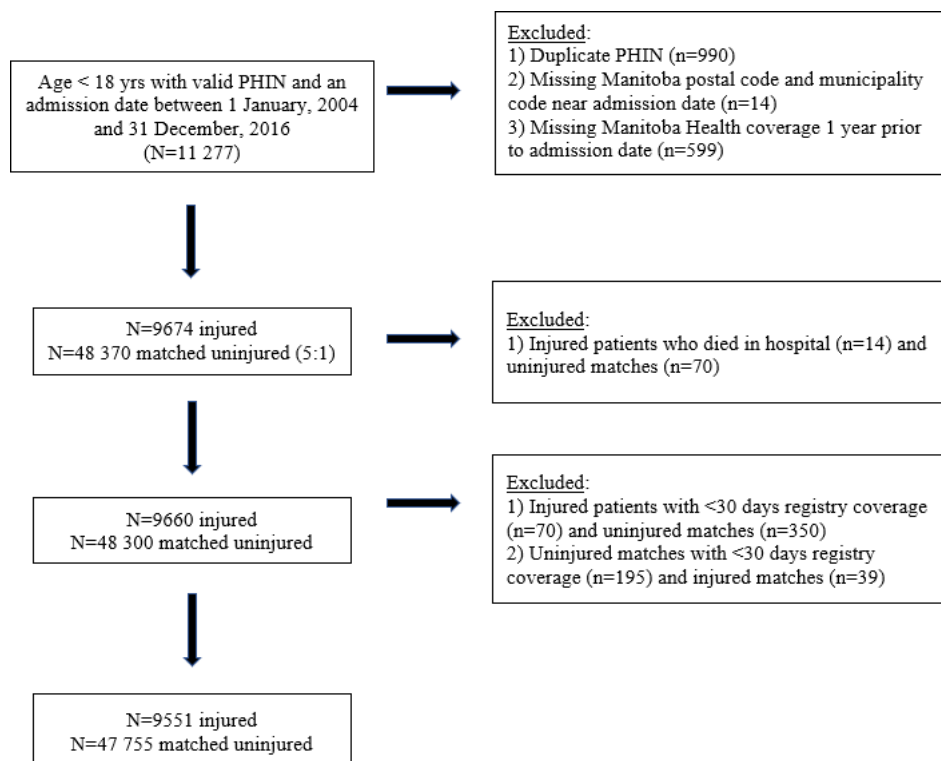 Age < 18 yrs with valid PHIN and an
admission date between 1 January, 2004
and 31 December, 2016
(N=11 277)
Excluded:
1) Duplicate PHIN (n=990)
2) Missing Manitoba postal code and municipality
code near admission date (n=14)
3) Missing Manitoba Health coverage 1 year prior
to admission date (n=599)
N=9674 injured
N=48 370 matched uninjured (5:1)
Excluded:
1) Injured patients who died in hospital (n=14) and
uninjured matches (n=70)
N=9660 injured
N=48 300 matched uninjured
Excluded:
1) Injured patients with <30 days registry coverage
(n=70) and uninjured matches (n=350)
2) Uninjured matches with <30 days registry
coverage (n=195) and injured matches (n=39)
N=9551 injured
N=47 755 matched uninjured